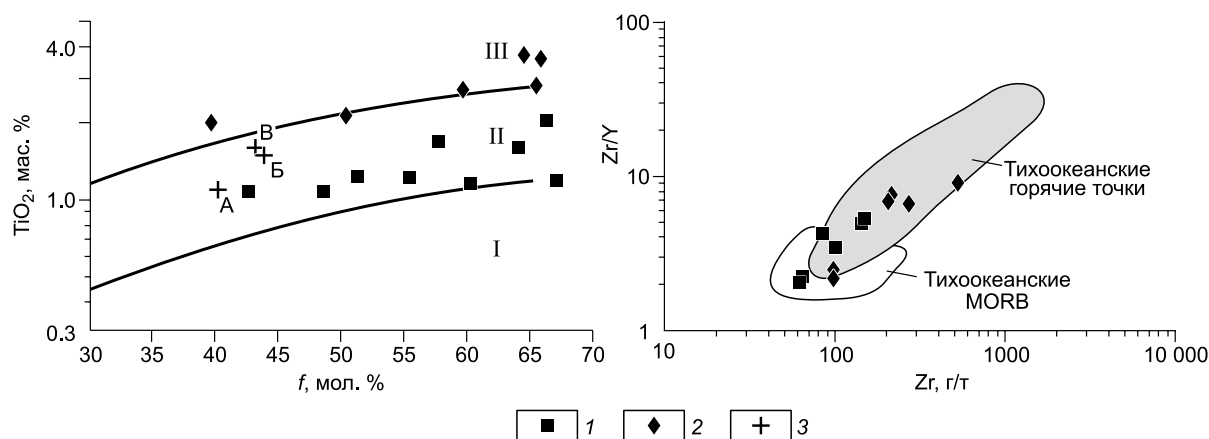 4.0
1.0
0.3
TiO₂, мас. %
III
II
I
В
Б
А
30 35 40 45 50 55 60 65 70
f, мол. %
100
10
1
Zr/Y
Тихоокеанские
горячие точки
Тихоокеанские
MORB
10 100 1000 10 000
Zr, г/т
1 2 3